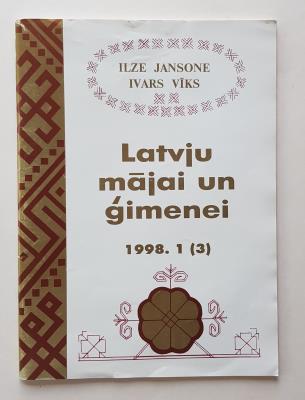 ILZE JANSONE
IVARS VĪKS
Latvju
mājai un
ģimenei
1998. 1 (3)